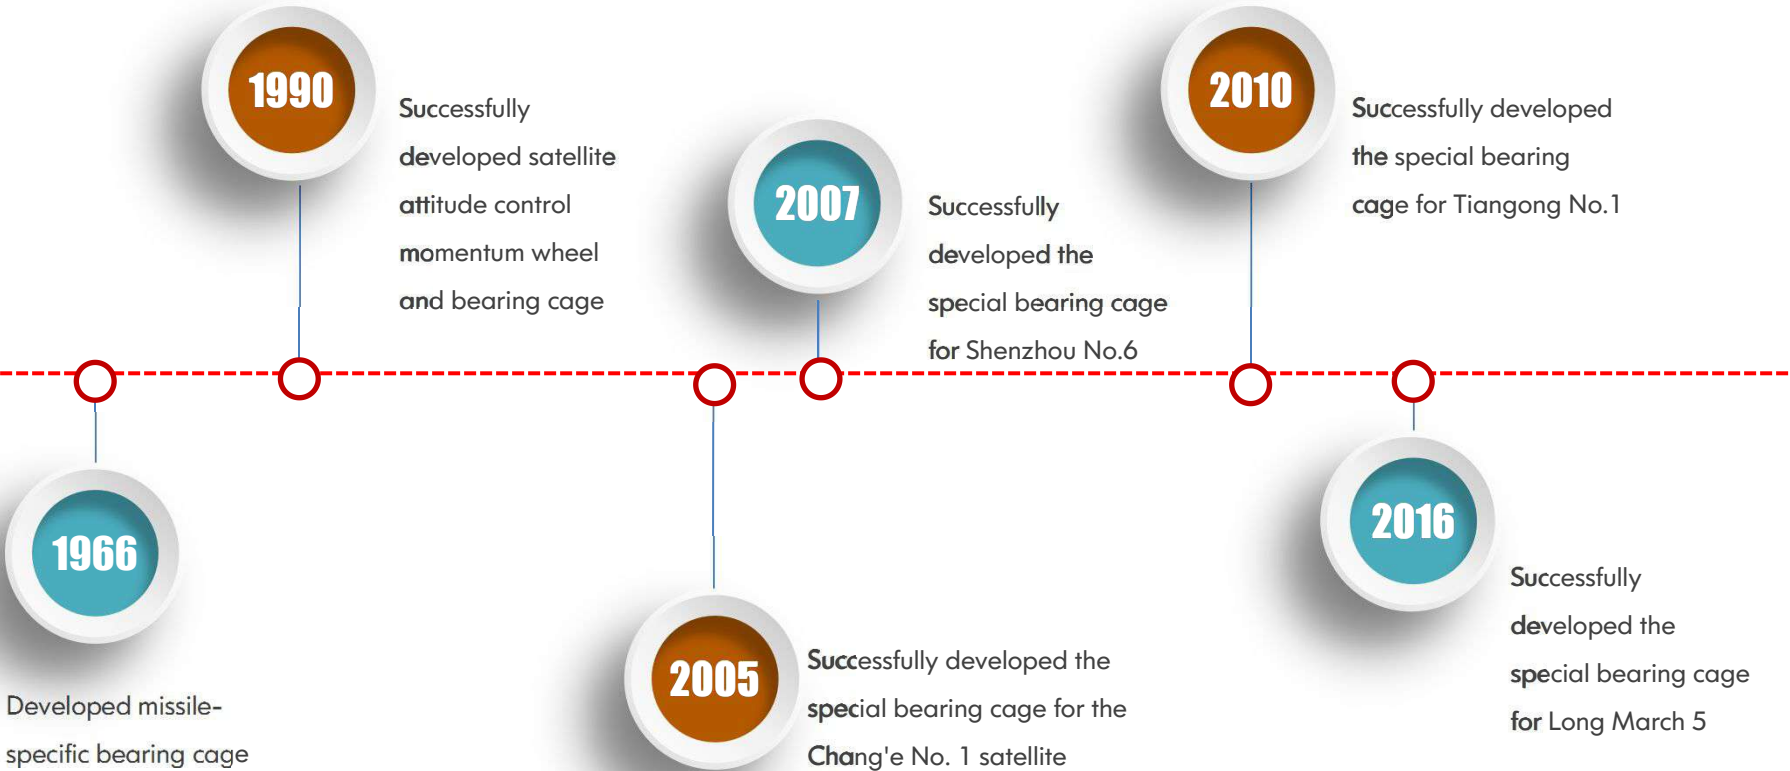 1990
Successfully
developed satellite
attitude control
momentum wheel
and bearing cage
2007
Successfully
developed the
special bearing cage
for Shenzhou No.6
2010
Successfully developed
the special bearing
cage for Tiangong No.1
1966
Developed missile-
specific bearing cage
2005
Successfully developed the
special bearing cage for the
Chang'e No. 1 satellite
2016
Successfully
developed the
special bearing cage
for Long March 5